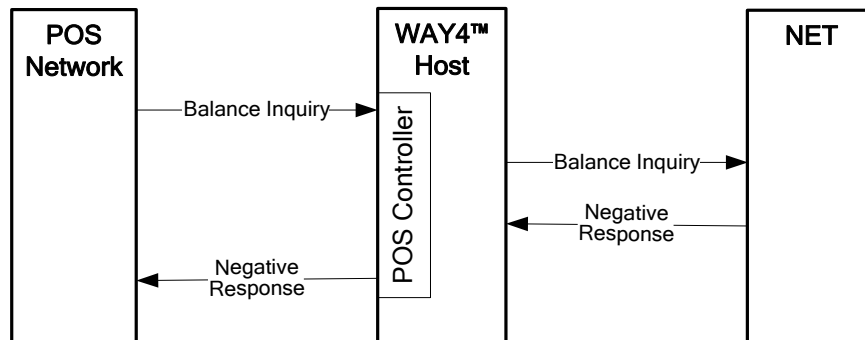 POS
Network
WAY4™
Host
NET
Balance Inquiry
POS Controller
Balance Inquiry
Negative
Response
Negative
Response